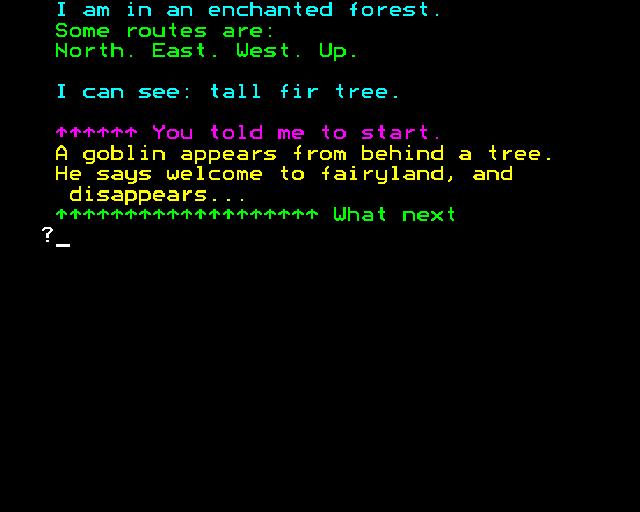 I am in an enchanted forest.
Some routes are:
North. East. West. Up.
I can see: tall fir tree.
↑↑↑↑↑↑ You told me to start.
A goblin appears from behind a tree.
He says welcome to fairyland, and
disappears...
↑↑↑↑↑↑↑↑↑↑↑↑↑↑↑↑↑↑↑ What next
?_